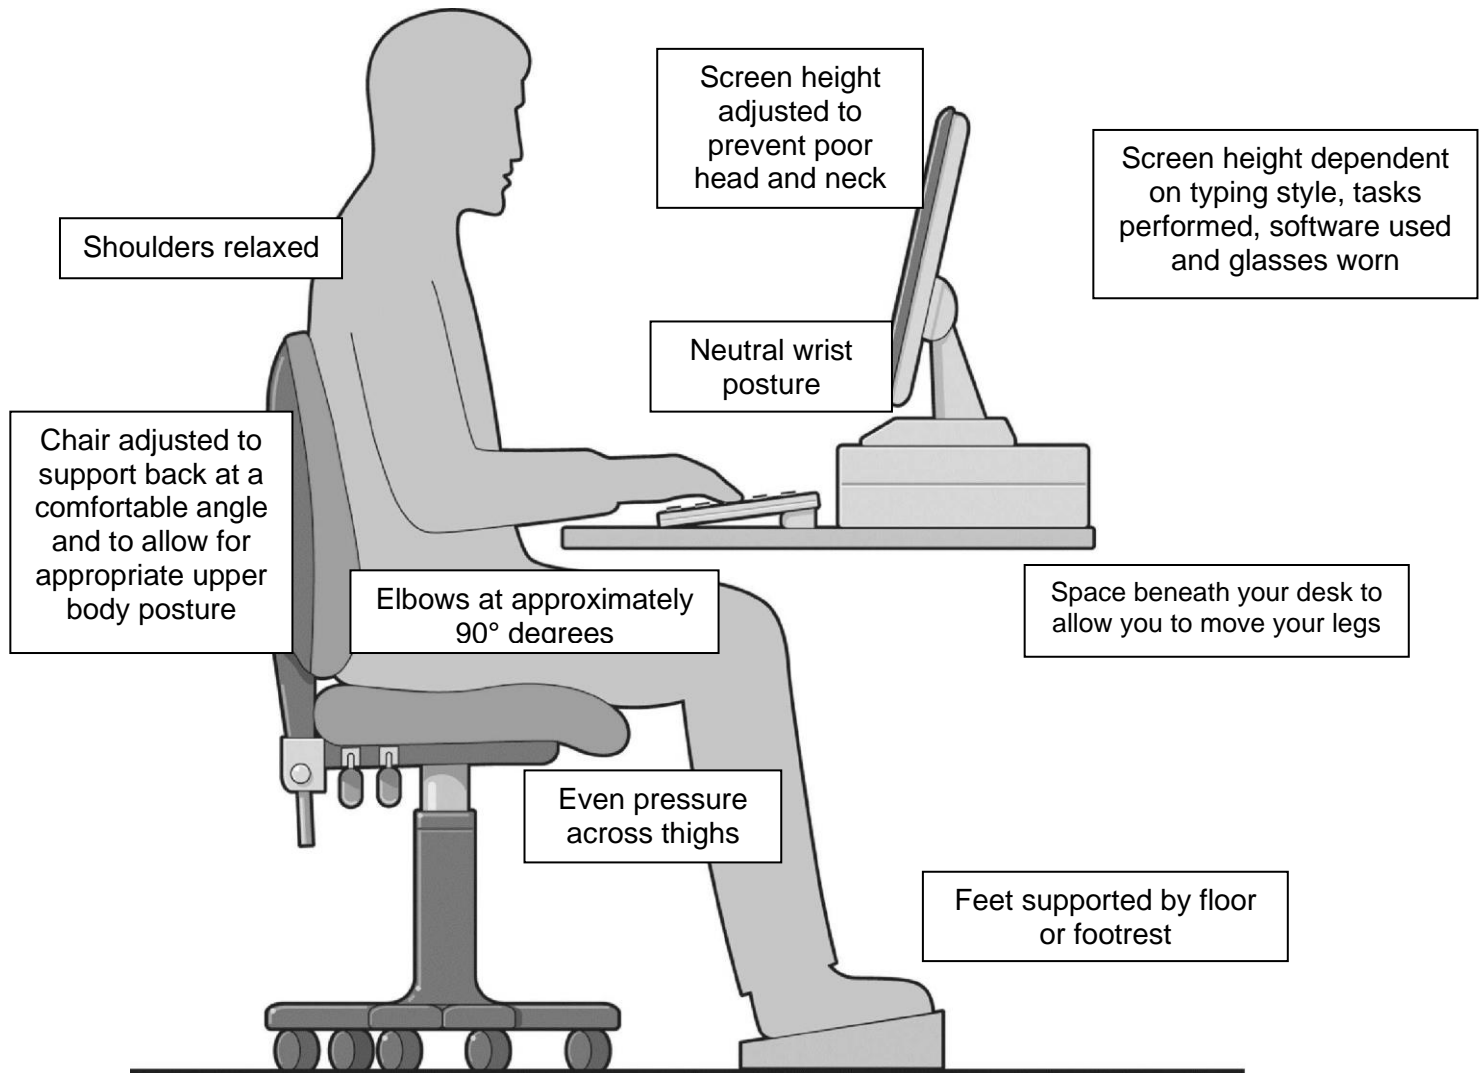 Screen height
adjusted to
prevent poor
head and neck
Screen height dependent
on typing style, tasks
performed, software used
and glasses worn
Shoulders relaxed
Neutral wrist
posture
Chair adjusted to
support back at a
comfortable angle
and to allow for
appropriate upper
body posture
Elbows at approximately
90° degrees
Space beneath your desk to
allow you to move your legs
Even pressure
across thighs
Feet supported by floor
or footrest